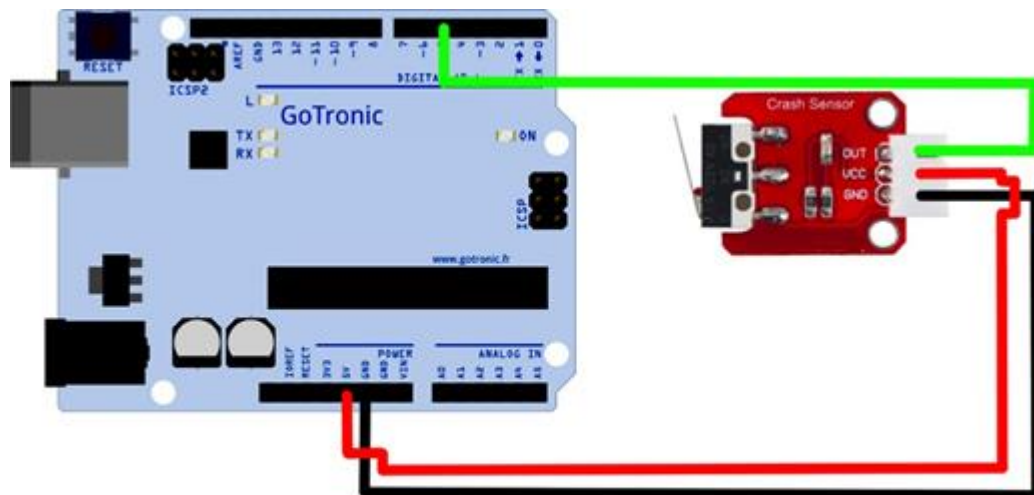 RESET
ICSP2
AREF
GND
13
12
~11
~10
~9
8
7
~6
5
4
~3
2
1
0
L
TX
RX
GoTronic
ON
ICSP
www.gotronic.fr
POWER
ANALOG IN
IOREF
RESET
3V3
5V
GND
GND
VIN
A0
A1
A2
A3
A4
A5
Crash Sensor
OUT
VCC
GND